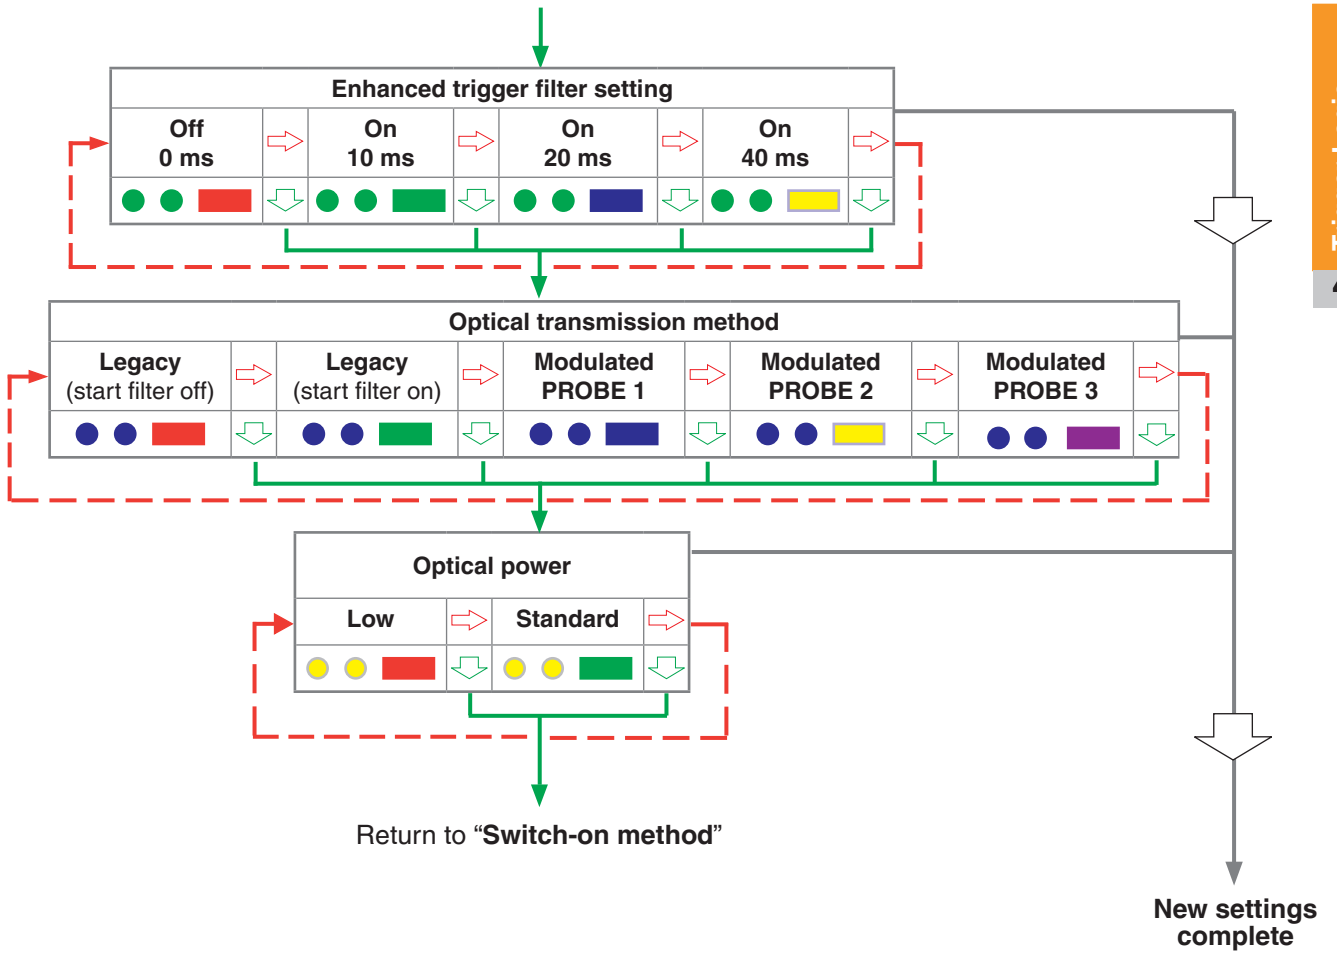 Enhanced trigger filter setting
Off
0 ms
On
10 ms
On
20 ms
On
40 ms
Optical transmission method
Legacy
(start filter off)
Legacy
(start filter on)
Modulated
PROBE 1
Modulated
PROBE 2
Modulated
PROBE 3
Optical power
Low
Standard
Return to “Switch-on method”
New settings
complete